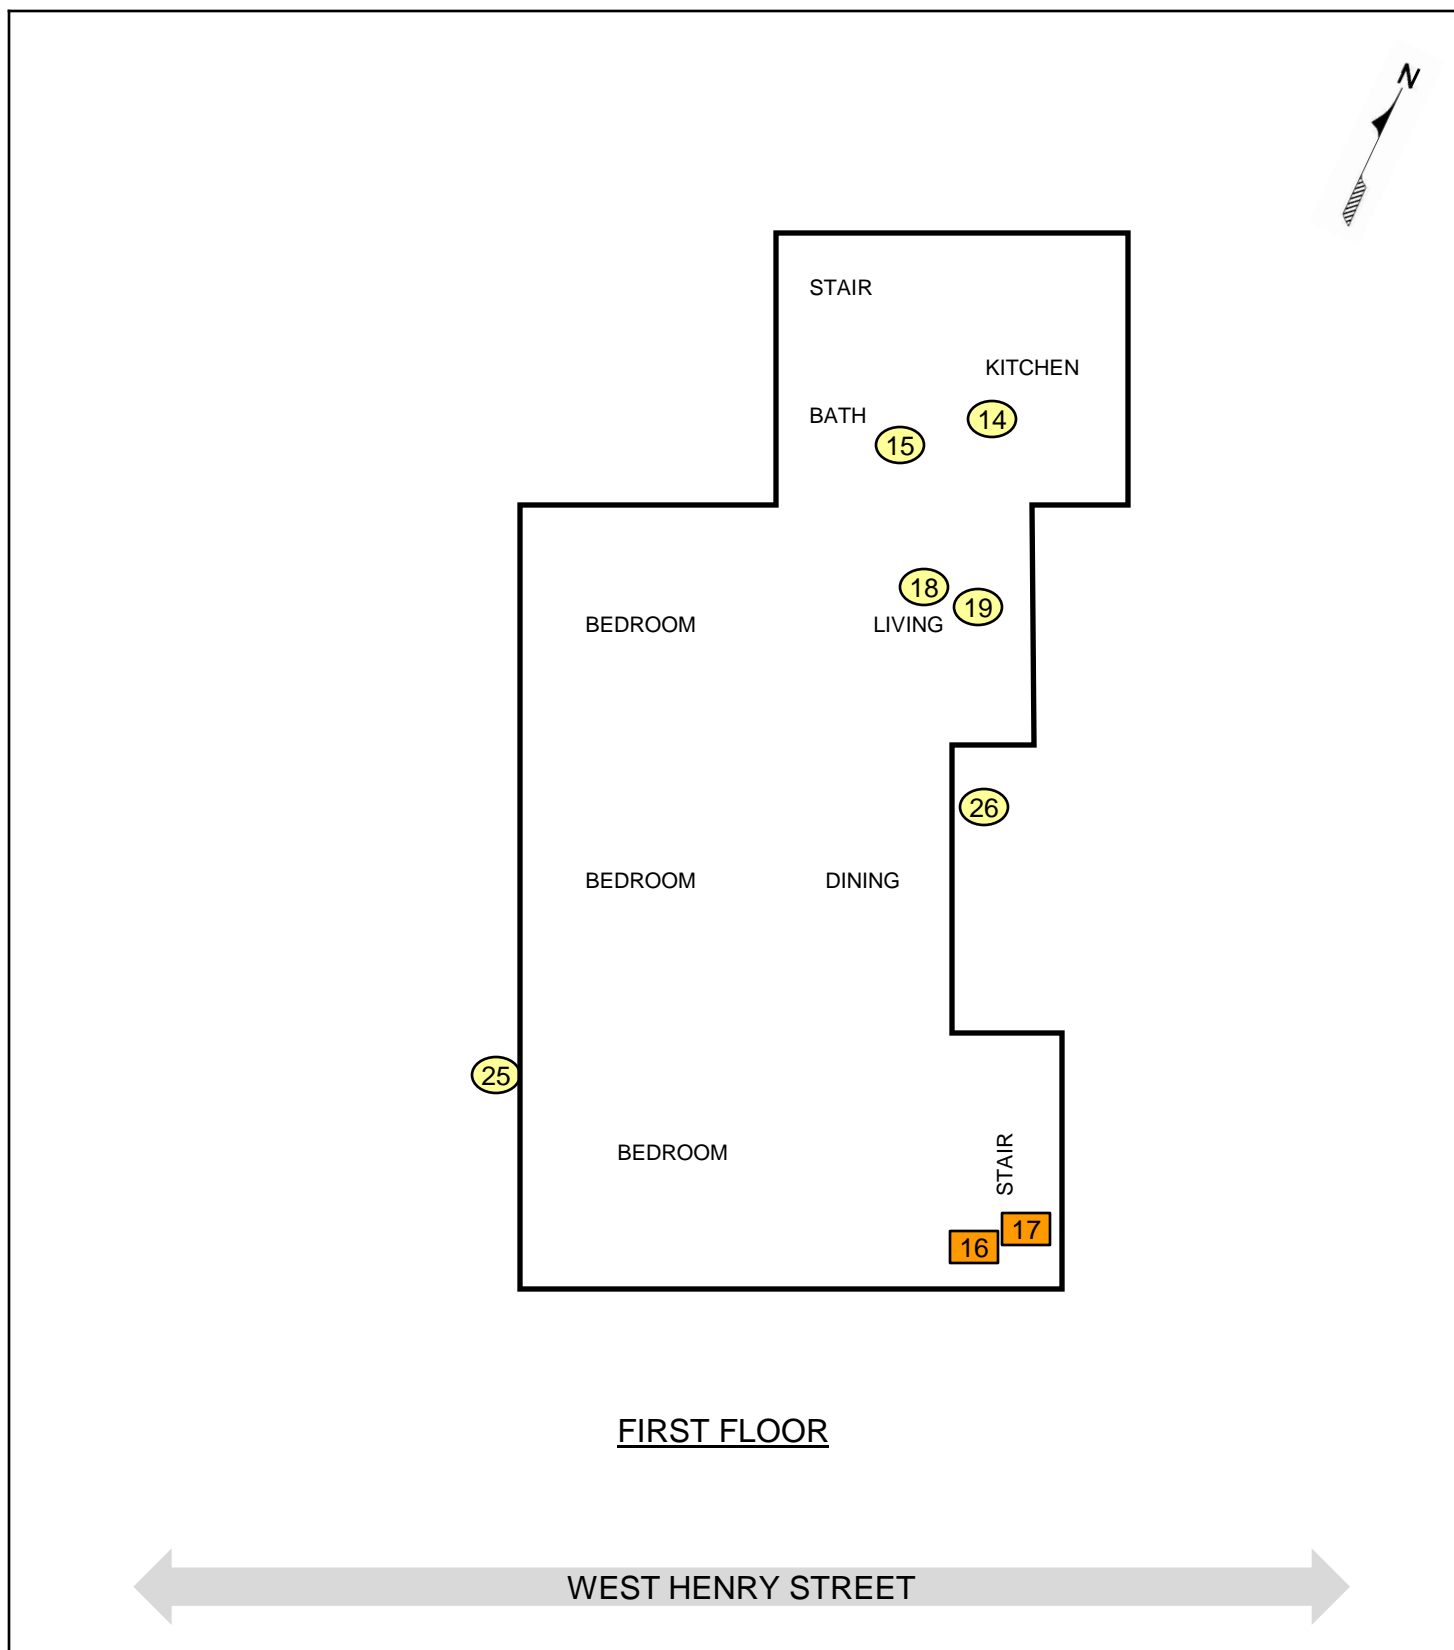 N
STAIR
KITCHEN
BATH
14
15
18
19
BEDROOM
LIVING
26
BEDROOM
DINING
25
BEDROOM
STAIR
17
16
FIRST FLOOR
WEST HENRY STREET